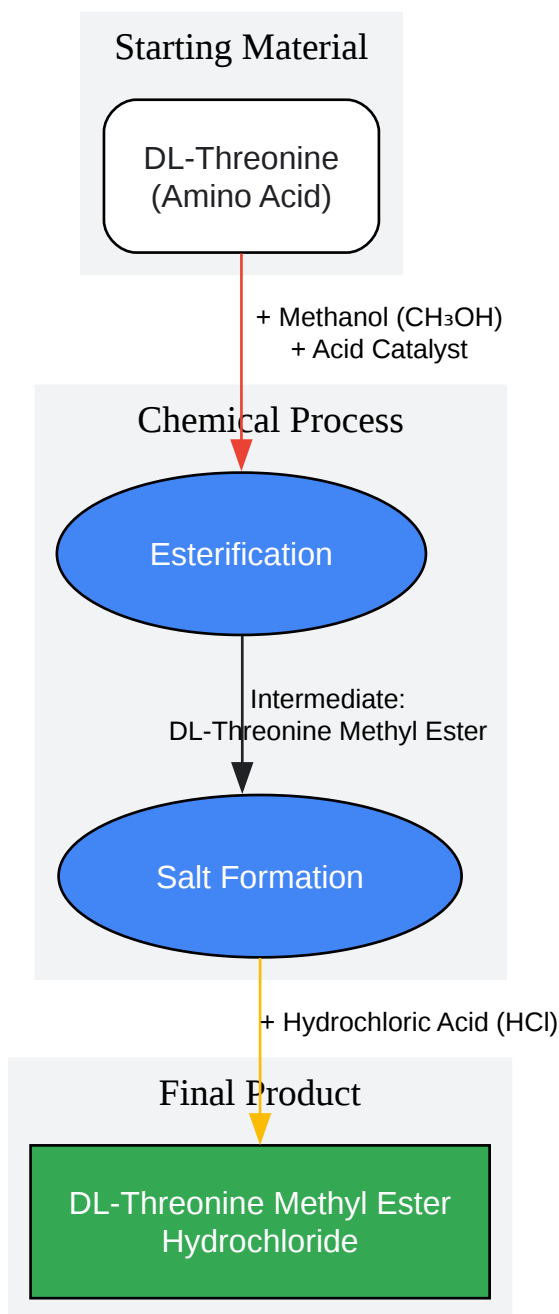 Starting Material
DL-Threonine
(Amino Acid)
+ Methanol (CH₃OH)
+ Acid Catalyst
Chemical Process
Esterification
Intermediate:
DL-Threonine Methyl Ester
Salt Formation
+ Hydrochloric Acid (HCl)
Final Product
DL-Threonine Methyl Ester
Hydrochloride